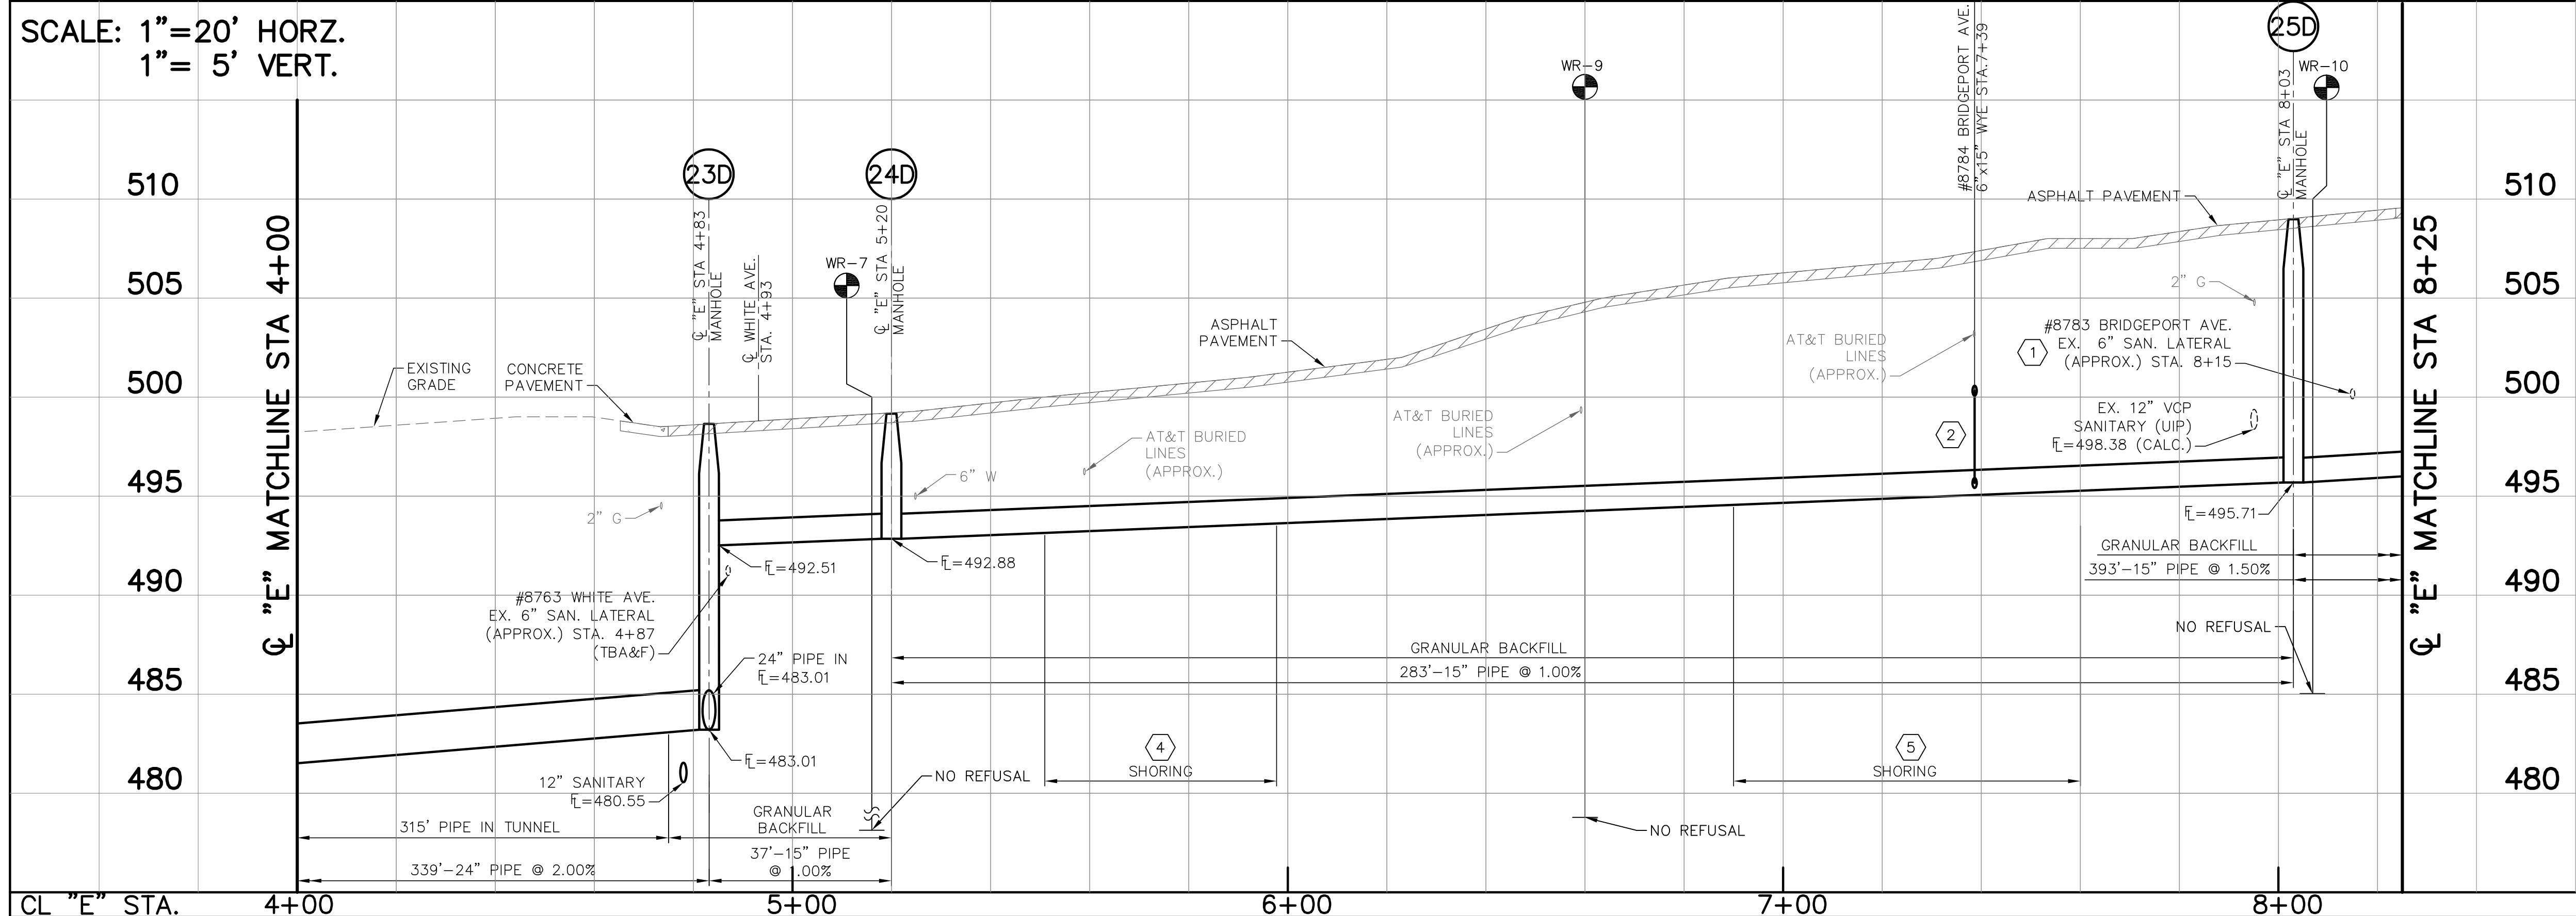 SCALE: 1"=20' HORZ.
1"= 5' VERT.
510
505
500
495
490
485
480
℄ "E" MATCHLINE STA 4+00
EXISTING
GRADE
CONCRETE
PAVEMENT
23D
℄ "E" STA 4+83
MANHOLE
℄ WHITE AVE.
STA. 4+93
WR-7
24D
℄ "E" STA 5+20
MANHOLE
2" G
6" W
AT&T BURIED
LINES
(APPROX.)
FL=492.51
FL=492.88
#8763 WHITE AVE.
EX. 6" SAN. LATERAL
(APPROX.) STA. 4+87
(TBA&F)
24" PIPE IN
FL=483.01
FL=483.01
12" SANITARY
FL=480.55
NO REFUSAL
315' PIPE IN TUNNEL
GRANULAR
BACKFILL
339'-24" PIPE @ 2.00%
37'-15" PIPE
@ 1.00%
ASPHALT
PAVEMENT
WR-9
AT&T BURIED
LINES
(APPROX.)
AT&T BURIED
LINES
(APPROX.)
#8784 BRIDGEPORT AVE.
6"x15" WYE STA.7+39
1
2
GRANULAR BACKFILL
283'-15" PIPE @ 1.00%
4
SHORING
5
SHORING
NO REFUSAL
ASPHALT PAVEMENT
25D
℄ "E" STA 8+03
MANHOLE
WR-10
2" G
#8783 BRIDGEPORT AVE.
EX. 6" SAN. LATERAL
(APPROX.) STA. 8+15
EX. 12" VCP
SANITARY (UIP)
FL=498.38 (CALC.)
FL=495.71
GRANULAR BACKFILL
393'-15" PIPE @ 1.50%
NO REFUSAL
℄ "E" MATCHLINE STA 8+25
510
505
500
495
490
485
480
CL "E" STA.
4+00
5+00
6+00
7+00
8+00